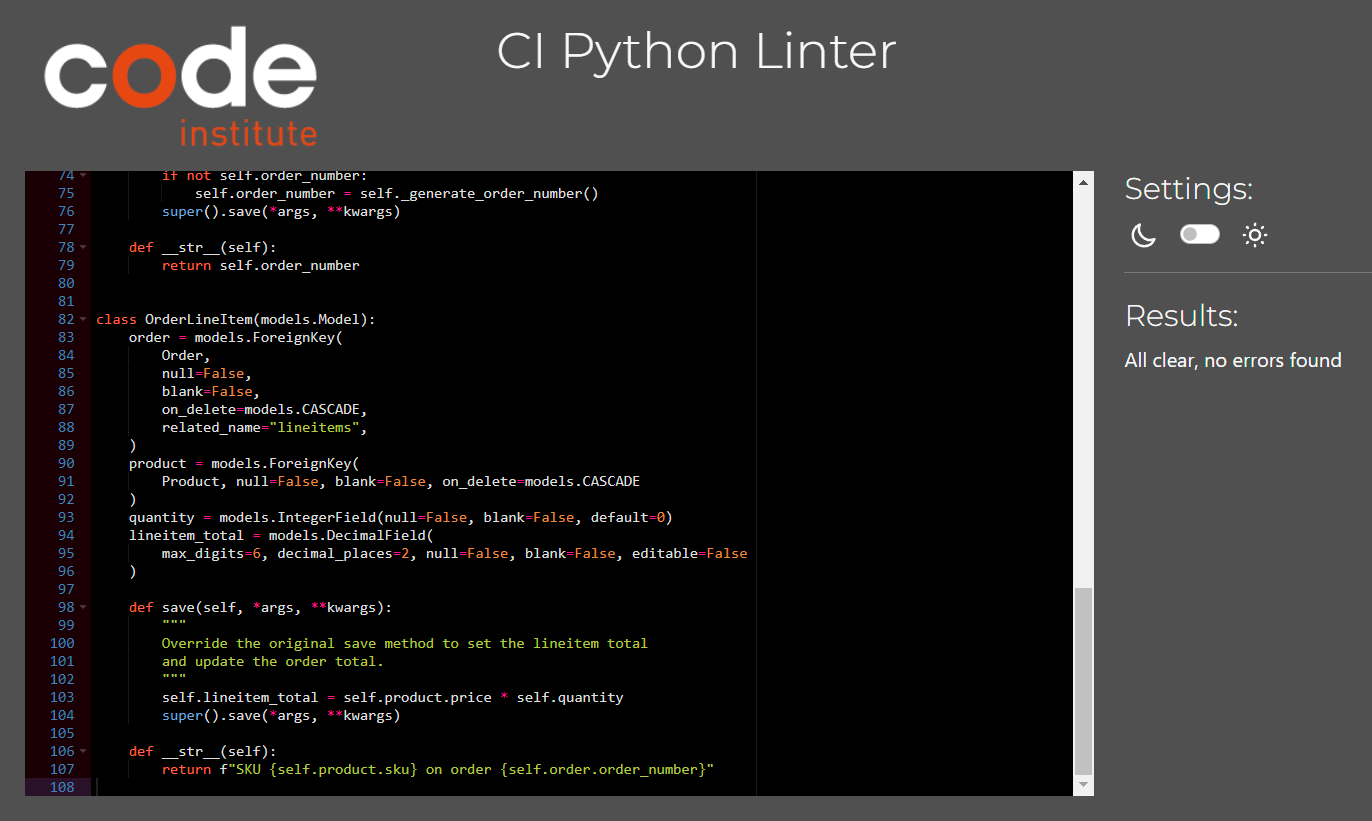 code
institute
CI Python Linter
74 if not self.order_number:
75 self.order_number = self._generate_order_number()
76 super().save(*args, **kwargs)
77
78 def __str__(self):
79 return self.order_number
80
81
82 class OrderLineItem(models.Model):
83 order = models.ForeignKey(
84 Order,
85 null=False,
86 blank=False,
87 on_delete=models.CASCADE,
88 related_name="lineitems",
89 )
90 product = models.ForeignKey(
91 Product, null=False, blank=False, on_delete=models.CASCADE
92 )
93 quantity = models.IntegerField(null=False, blank=False, default=0)
94 lineitem_total = models.DecimalField(
95 max_digits=6, decimal_places=2, null=False, blank=False, editable=False
96 )
97
98 def save(self, *args, **kwargs):
99 """
100 Override the original save method to set the lineitem total
101 and update the order total.
102 """
103 self.lineitem_total = self.product.price * self.quantity
104 super().save(*args, **kwargs)
105
106 def __str__(self):
107 return f"SKU {self.product.sku} on order {self.order.order_number}"
108
Settings:
Results:
All clear, no errors found